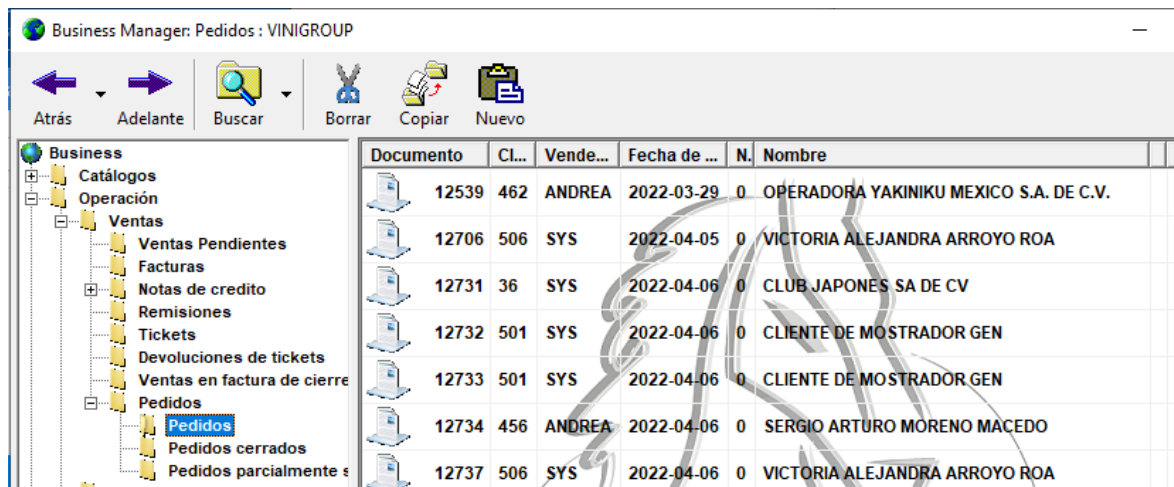 Business Manager: Pedidos : VINIGROUP
Atrás Adelante Buscar Borrar Copiar Nuevo
Business
Catálogos
Operación
Ventas
Ventas Pendientes
Facturas
Notas de credito
Remisiones
Tickets
Devoluciones de tickets
Ventas en factura de cierre
Pedidos
Pedidos
Pedidos cerrados
Pedidos parcialmente s
Documento Cl... Vende... Fecha de ... N. Nombre
12539 462 ANDREA 2022-03-29 0 OPERADORA YAKINIKU MEXICO S.A. DE C.V.
12706 506 SYS 2022-04-05 0 VICTORIA ALEJANDRA ARROYO ROA
12731 36 SYS 2022-04-06 0 CLUB JAPONES SA DE CV
12732 501 SYS 2022-04-06 0 CLIENTE DE MOSTRADOR GEN
12733 501 SYS 2022-04-06 0 CLIENTE DE MOSTRADOR GEN
12734 456 ANDREA 2022-04-06 0 SERGIO ARTURO MORENO MACEDO
12737 506 SYS 2022-04-06 0 VICTORIA ALEJANDRA ARROYO ROA